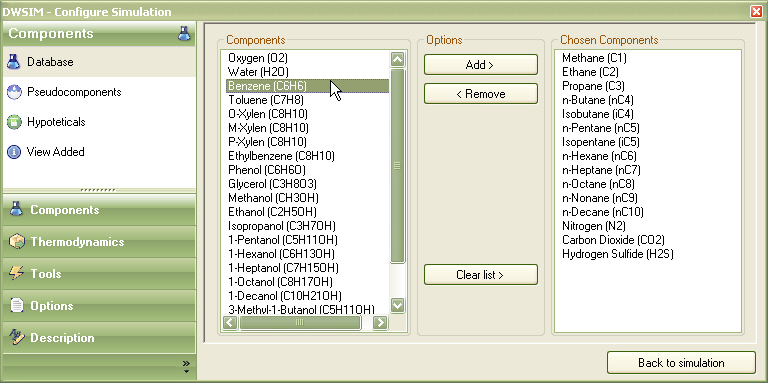 DWSIM - Configure Simulation
Components
Database
Pseudocomponents
Hypoteticals
View Added
Components
Thermodynamics
Tools
Options
Description
Components
Oxygen (O2)
Water (H2O)
Benzene (C6H6)
Toluene (C7H8)
O-Xylen (C8H10)
M-Xylen (C8H10)
P-Xylen (C8H10)
Ethylbenzene (C8H10)
Phenol (C6H6O)
Glycerol (C3H8O3)
Methanol (CH3OH)
Ethanol (C2H5OH)
Isopropanol (C3H7OH)
1-Pentanol (C5H11OH)
1-Hexanol (C6H13OH)
1-Heptanol (C7H15OH)
1-Octanol (C8H17OH)
1-Decanol (C10H21OH)
3-Methyl-1-Butanol (C5H11OH)
Options
Add >
< Remove
Clear list >
Chosen Components
Methane (C1)
Ethane (C2)
Propane (C3)
n-Butane (nC4)
Isobutane (iC4)
n-Pentane (nC5)
Isopentane (iC5)
n-Hexane (nC6)
n-Heptane (nC7)
n-Octane (nC8)
n-Nonane (nC9)
n-Decane (nC10)
Nitrogen (N2)
Carbon Dioxide (CO2)
Hydrogen Sulfide (H2S)
Back to simulation